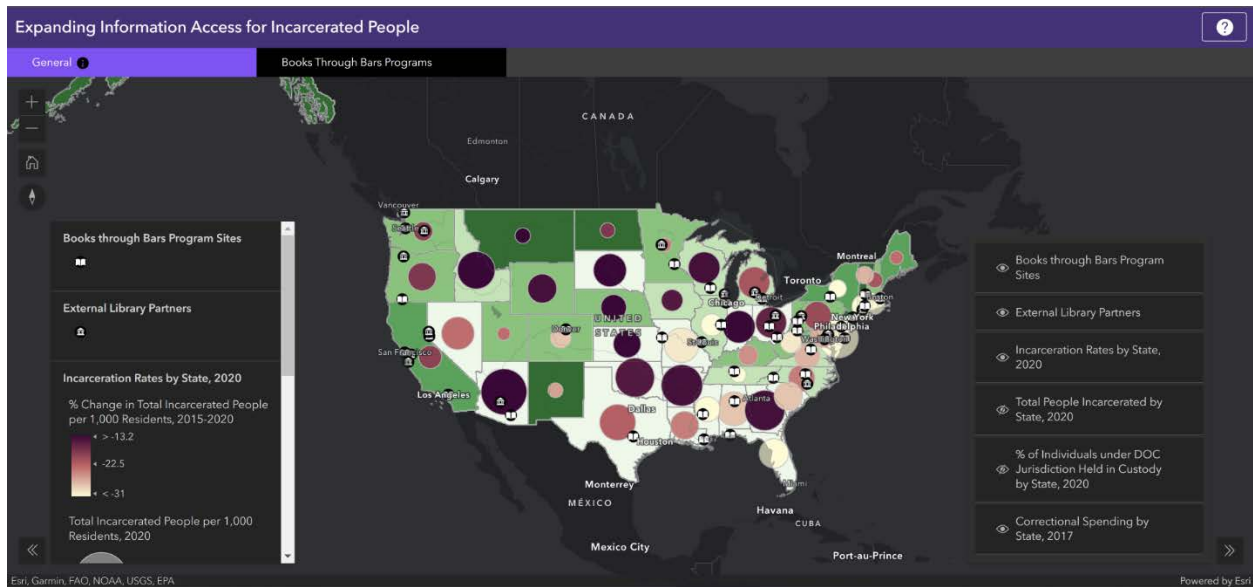 Expanding Information Access for Incarcerated People
General
Books Through Bars Programs
CANADA
Edmonton
Calgary
Vancouver
Seattle
Montreal
Toronto
Detroit
Chicago
Boston
New York
Philadelphia
Washington
Denver
UNITED
STATES
St Louis
San Francisco
Los Angeles
Atlanta
Dallas
Houston
Monterrey
Miami
MÉXICO
Havana
CUBA
Mexico City
Port-au-Prince
Books through Bars Program Sites
External Library Partners
Incarceration Rates by State, 2020
% Change in Total Incarcerated People
per 1,000 Residents, 2015-2020
> -13.2
-22.5
< -31
Total Incarcerated People per 1,000
Residents, 2020
Books through Bars Program
Sites
External Library Partners
Incarceration Rates by State,
2020
Total People Incarcerated by
State, 2020
% of Individuals under DOC
Jurisdiction Held in Custody
by State, 2020
Correctional Spending by
State, 2017
Esri, Garmin, FAO, NOAA, USGS, EPA
Powered by Esri